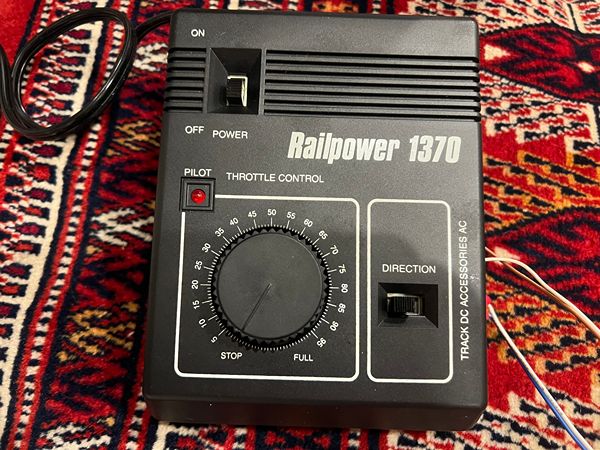 ON
OFF POWER
Railpower 1370
PILOT
THROTTLE CONTROL
5 10 15 20 25 30 35 40 45 50 55 60 65 70 75 80 85 90 95
STOP FULL
DIRECTION
TRACK DC ACCESSORIES AC